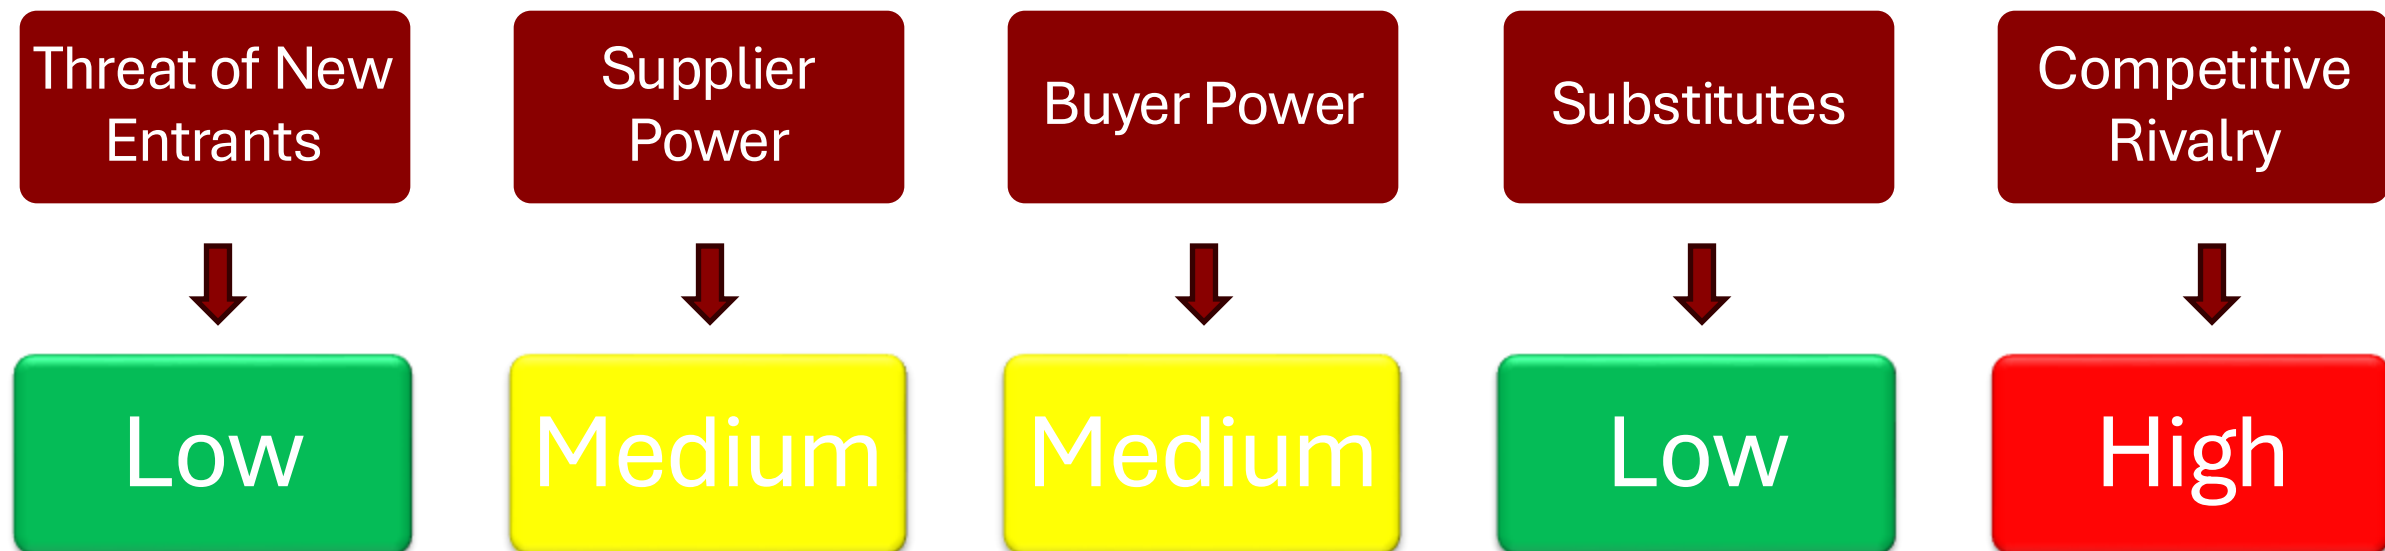 Threat of New
Entrants
Supplier
Power
Buyer Power
Substitutes
Competitive
Rivalry
Low
Medium
Medium
Low
High